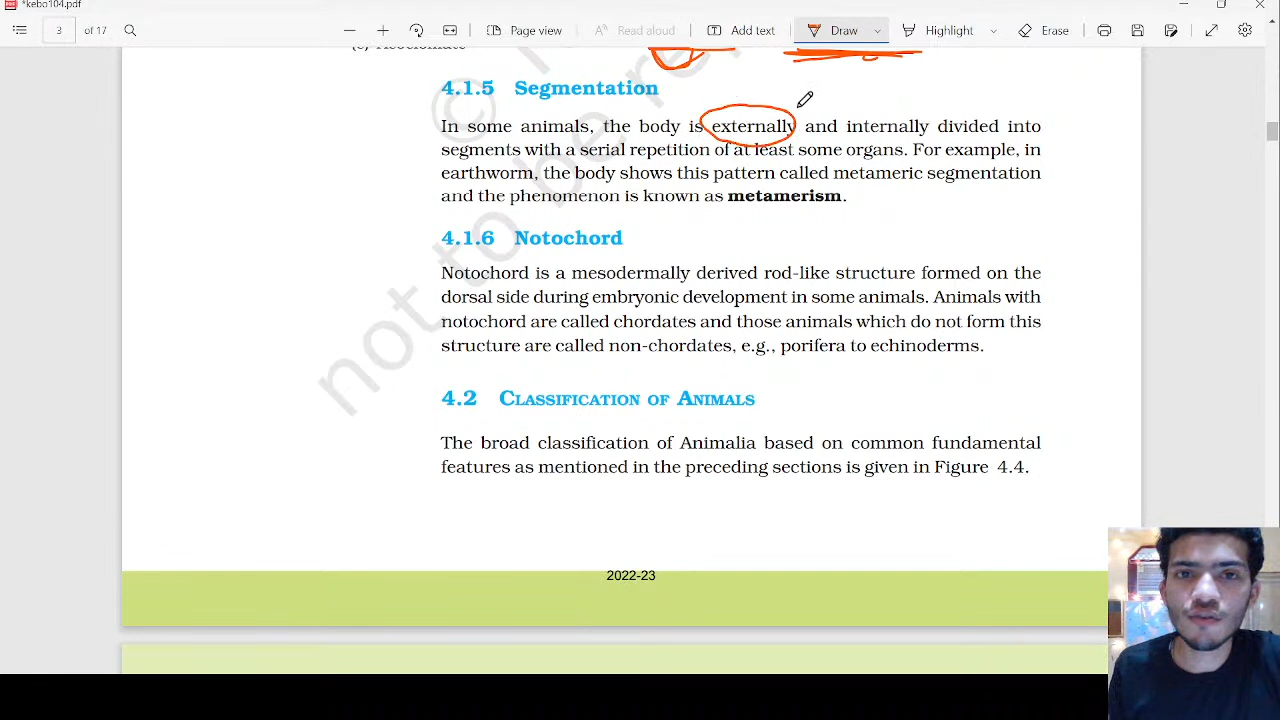 *kebo104.pdf
3 of 17
Page view
Read aloud
Add text
Draw
Highlight
Erase
4.1.5 Segmentation
In some animals, the body is externally and internally divided into
segments with a serial repetition of at least some organs. For example, in
earthworm, the body shows this pattern called metameric segmentation
and the phenomenon is known as metamerism.
4.1.6 Notochord
Notochord is a mesodermally derived rod-like structure formed on the
dorsal side during embryonic development in some animals. Animals with
notochord are called chordates and those animals which do not form this
structure are called non-chordates, e.g., porifera to echinoderms.
4.2 CLASSIFICATION OF ANIMALS
The broad classification of Animalia based on common fundamental
features as mentioned in the preceding sections is given in Figure 4.4.
2022-23
not to be rep